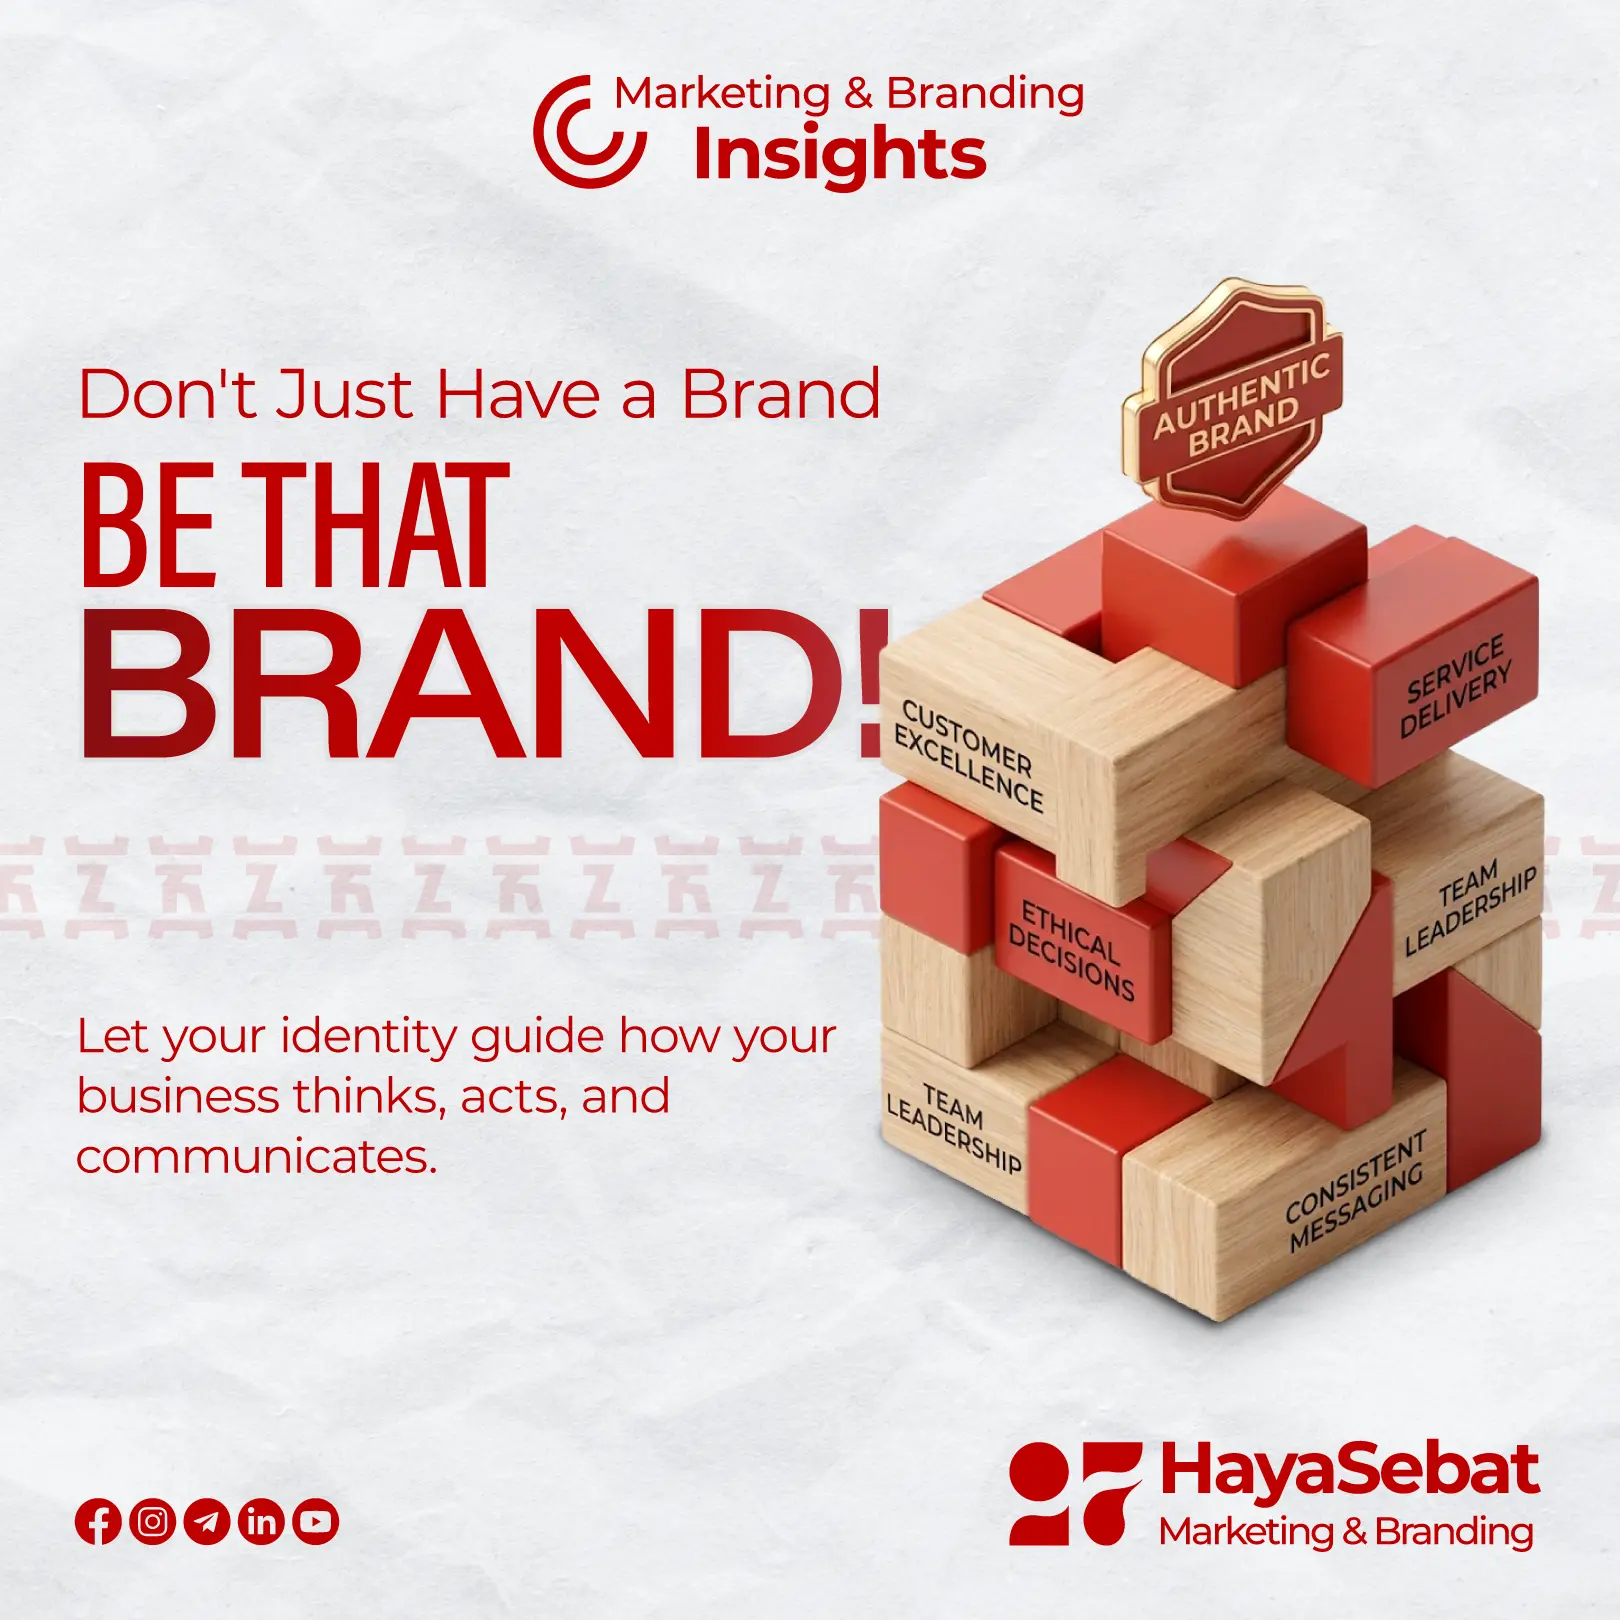 Marketing & Branding
Insights
Don't Just Have a Brand
BE THAT
BRAND!
Let your identity guide how your
business thinks, acts, and
communicates.
AUTHENTIC
BRAND
SERVICE
DELIVERY
CUSTOMER
EXCELLENCE
TEAM
LEADERSHIP
ETHICAL
DECISIONS
TEAM
LEADERSHIP
CONSISTENT
MESSAGING
27
HayaSebat
Marketing & Branding